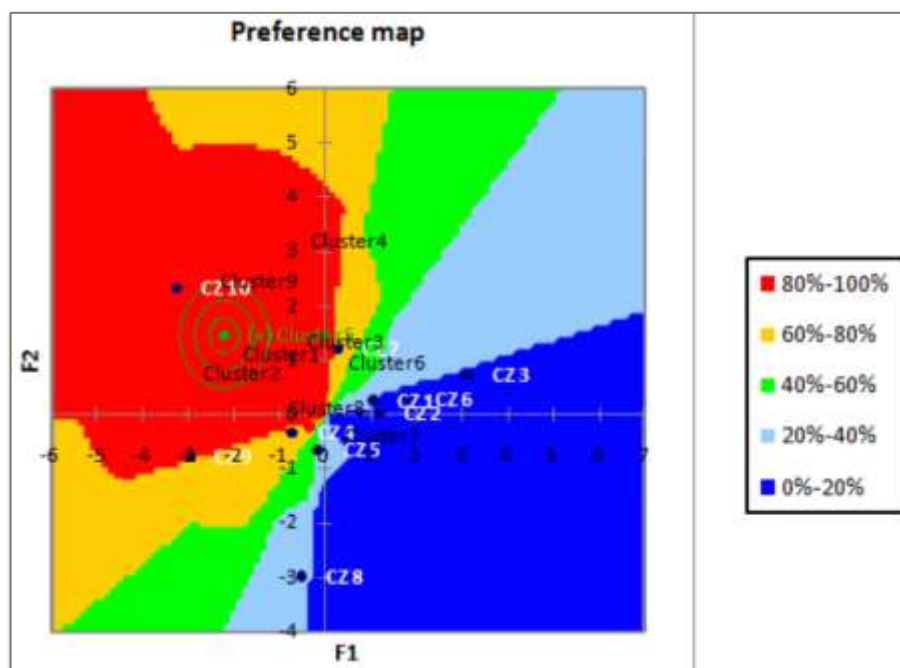 Preference map
6
5
4
Cluster4
3
Cluster9
CZ10
2
Cluster3
Cluster1
1
Cluster6
Cluster2
CZ 3
CZ1
CZ6
CZ2
Cluster8
0
CZ5
-6 -5 -4 -3 -2 -1 0 1 2 3 4 5 6 7
-1
-2
CZ8
-3
-4
F2
F1
80%-100%
60%-80%
40%-60%
20%-40%
0%-20%